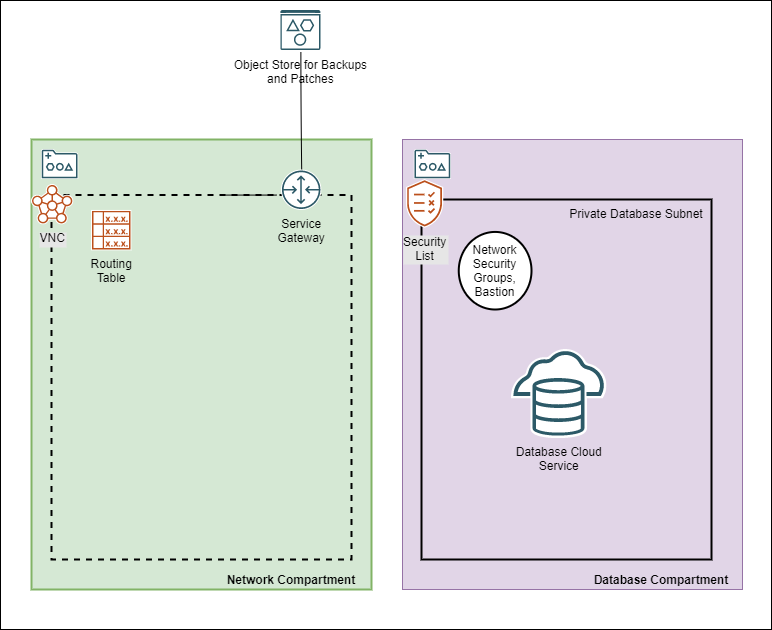 Object Store for Backups
and Patches
Service
Gateway
VNC
x.x.x.
x.x.x.
x.x.x.
Routing
Table
Network Compartment
Private Database Subnet
Security
List
Network
Security
Groups,
Bastion
Database Cloud
Service
Database Compartment